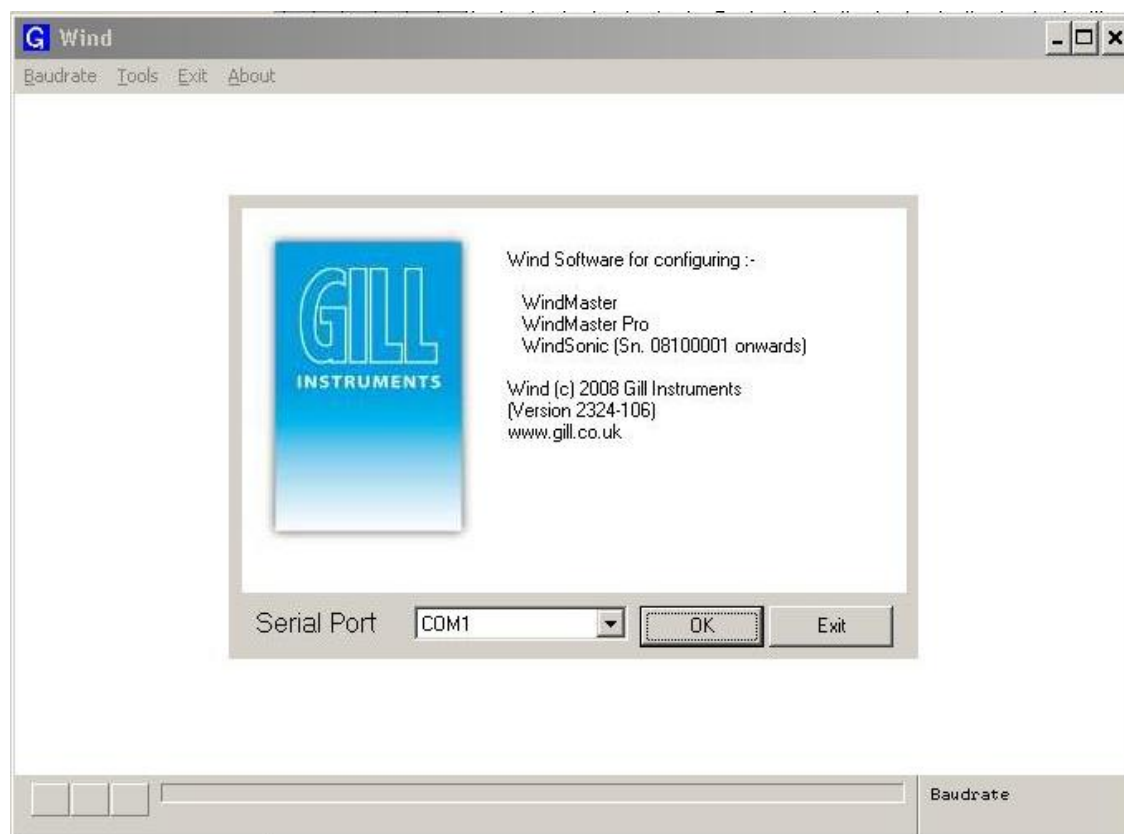 G Wind
Baudrate Tools Exit About
GILL
INSTRUMENTS
Wind Software for configuring :-
WindMaster
WindMaster Pro
WindSonic (Sn. 08100001 onwards)
Wind (c) 2008 Gill Instruments
(Version 2324-106)
www.gill.co.uk
Serial Port COM1 OK Exit
Baudrate